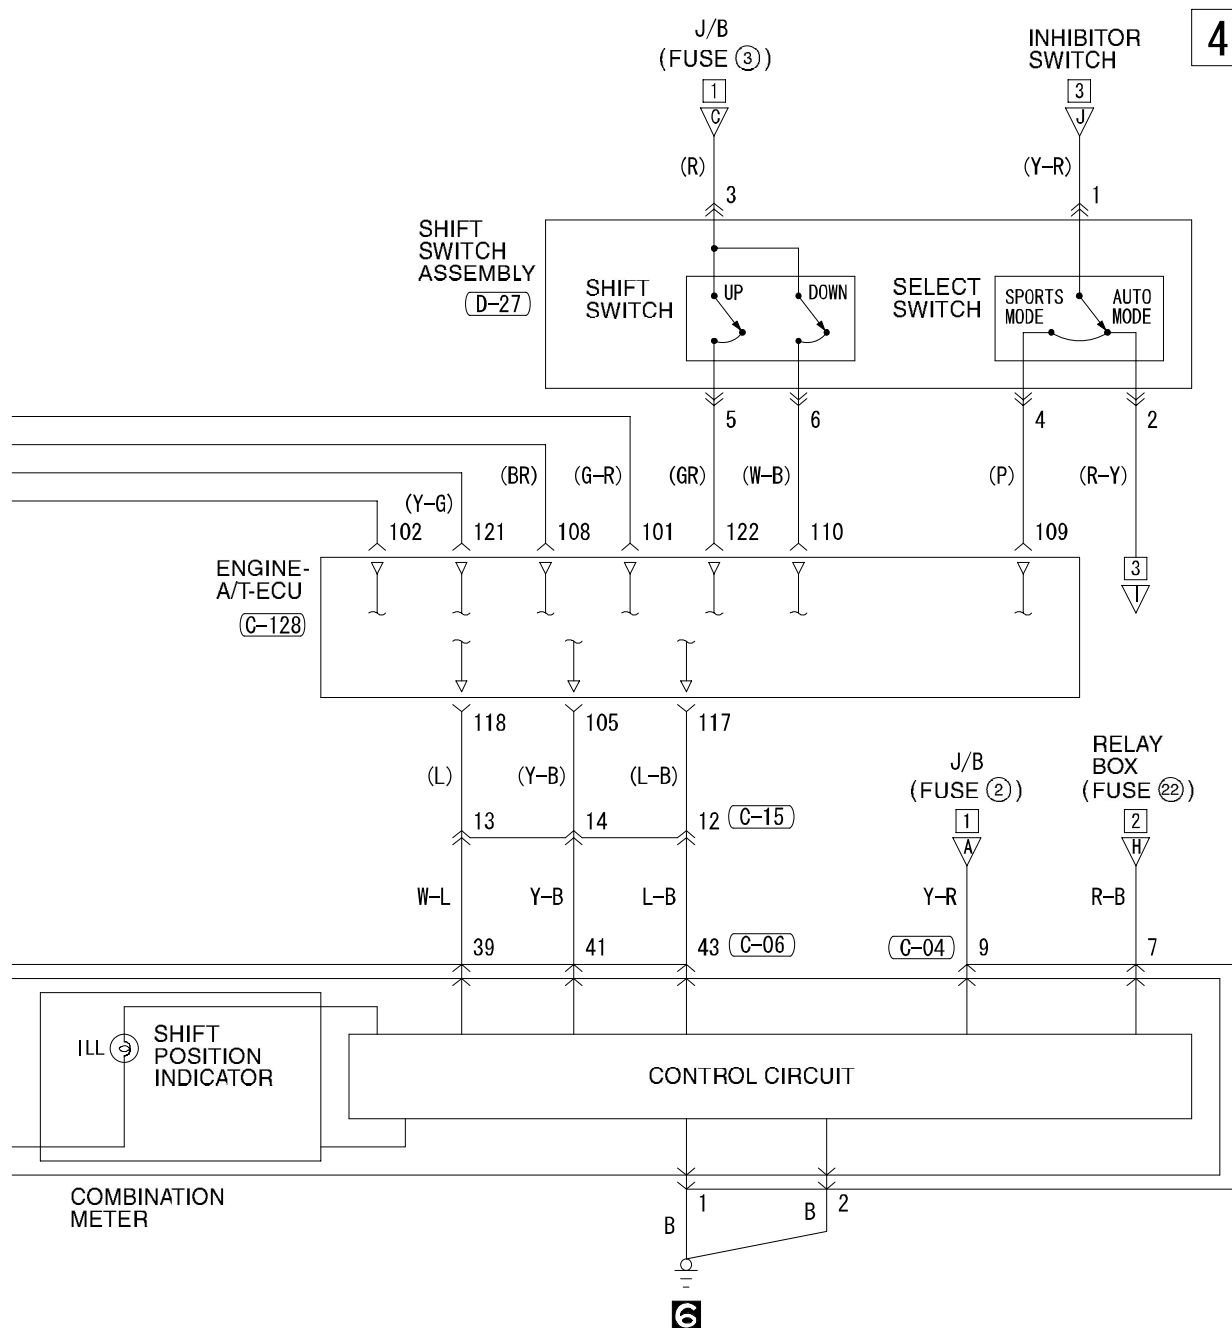 4
J/B
(FUSE ③)
INHIBITOR
SWITCH
1
C
3
J
(R)
(Y-R)
3
1
SHIFT
SWITCH
ASSEMBLY
D-27
SHIFT
SWITCH
UP
DOWN
SELECT
SWITCH
SPORTS
MODE
AUTO
MODE
5
6
4
2
(Y-G)
(BR)
(G-R)
(GR)
(W-B)
(P)
(R-Y)
102
121
108
101
122
110
109
3
I
ENGINE-
A/T-ECU
C-128
118
105
117
(L)
(Y-B)
(L-B)
J/B
(FUSE ②)
RELAY
BOX
(FUSE ㉒)
1
A
2
H
13
14
12
C-15
W-L
Y-B
L-B
Y-R
R-B
39
41
43
C-06
C-04
9
7
ILL
SHIFT
POSITION
INDICATOR
CONTROL CIRCUIT
COMBINATION
METER
1
2
B
B
6